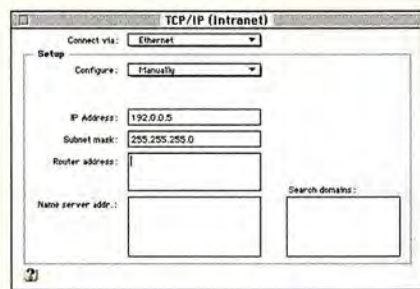 TCP/IP (Intranet)
Connect via: Ethernet
Setup
Configure: Manually
IP Address: 192.0.0.5
Subnet mask: 255.255.255.0
Router address:
Search domains:
Name server addr.:
?